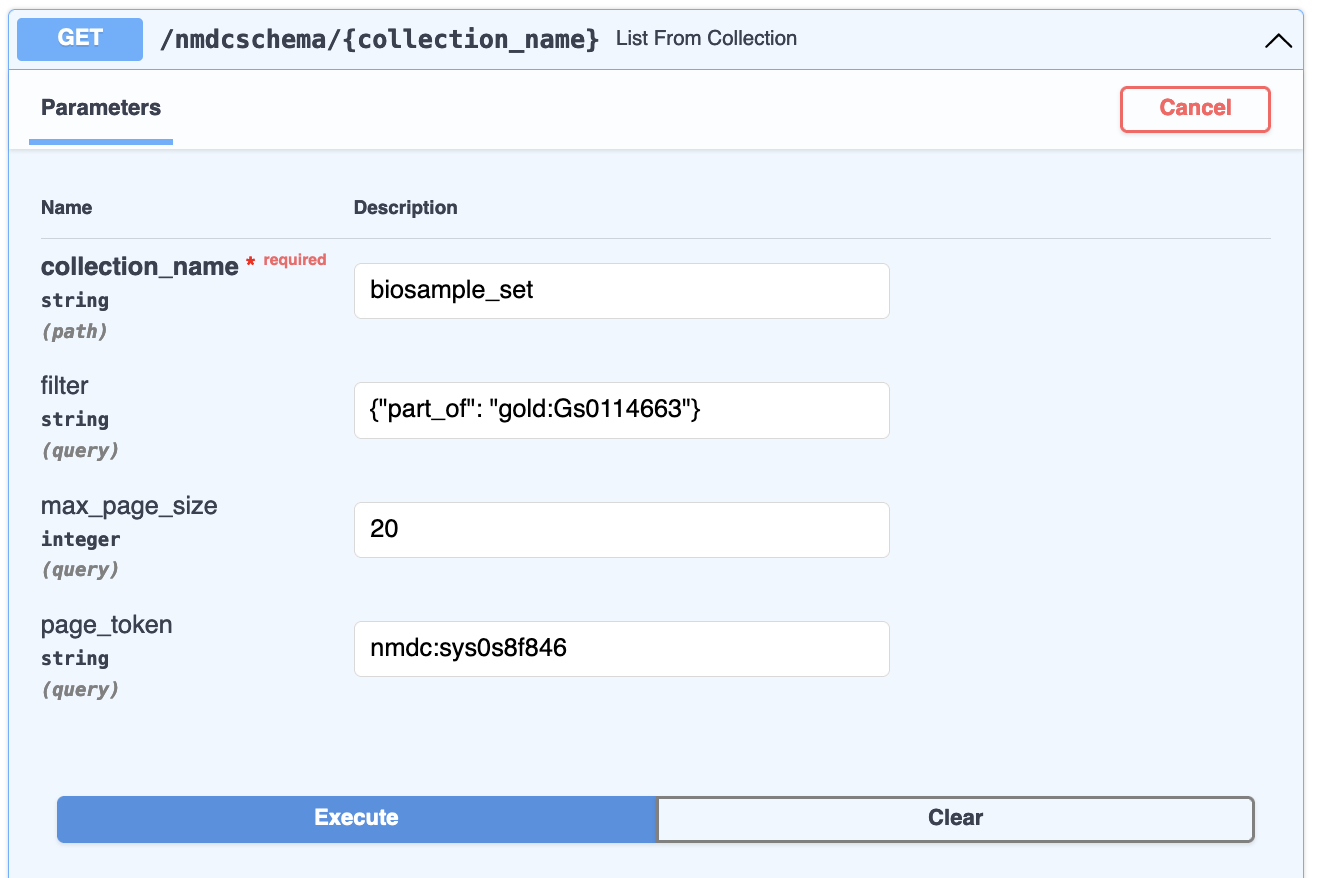 GET /nmdcschema/{collection_name} List From Collection
Parameters
Cancel
Name Description
collection_name * required
string
(path)
biosample_set
filter
string
(query)
{"part_of": "gold:Gs0114663"}
max_page_size
integer
(query)
20
page_token
string
(query)
nmdc:sys0s8f846
Execute Clear